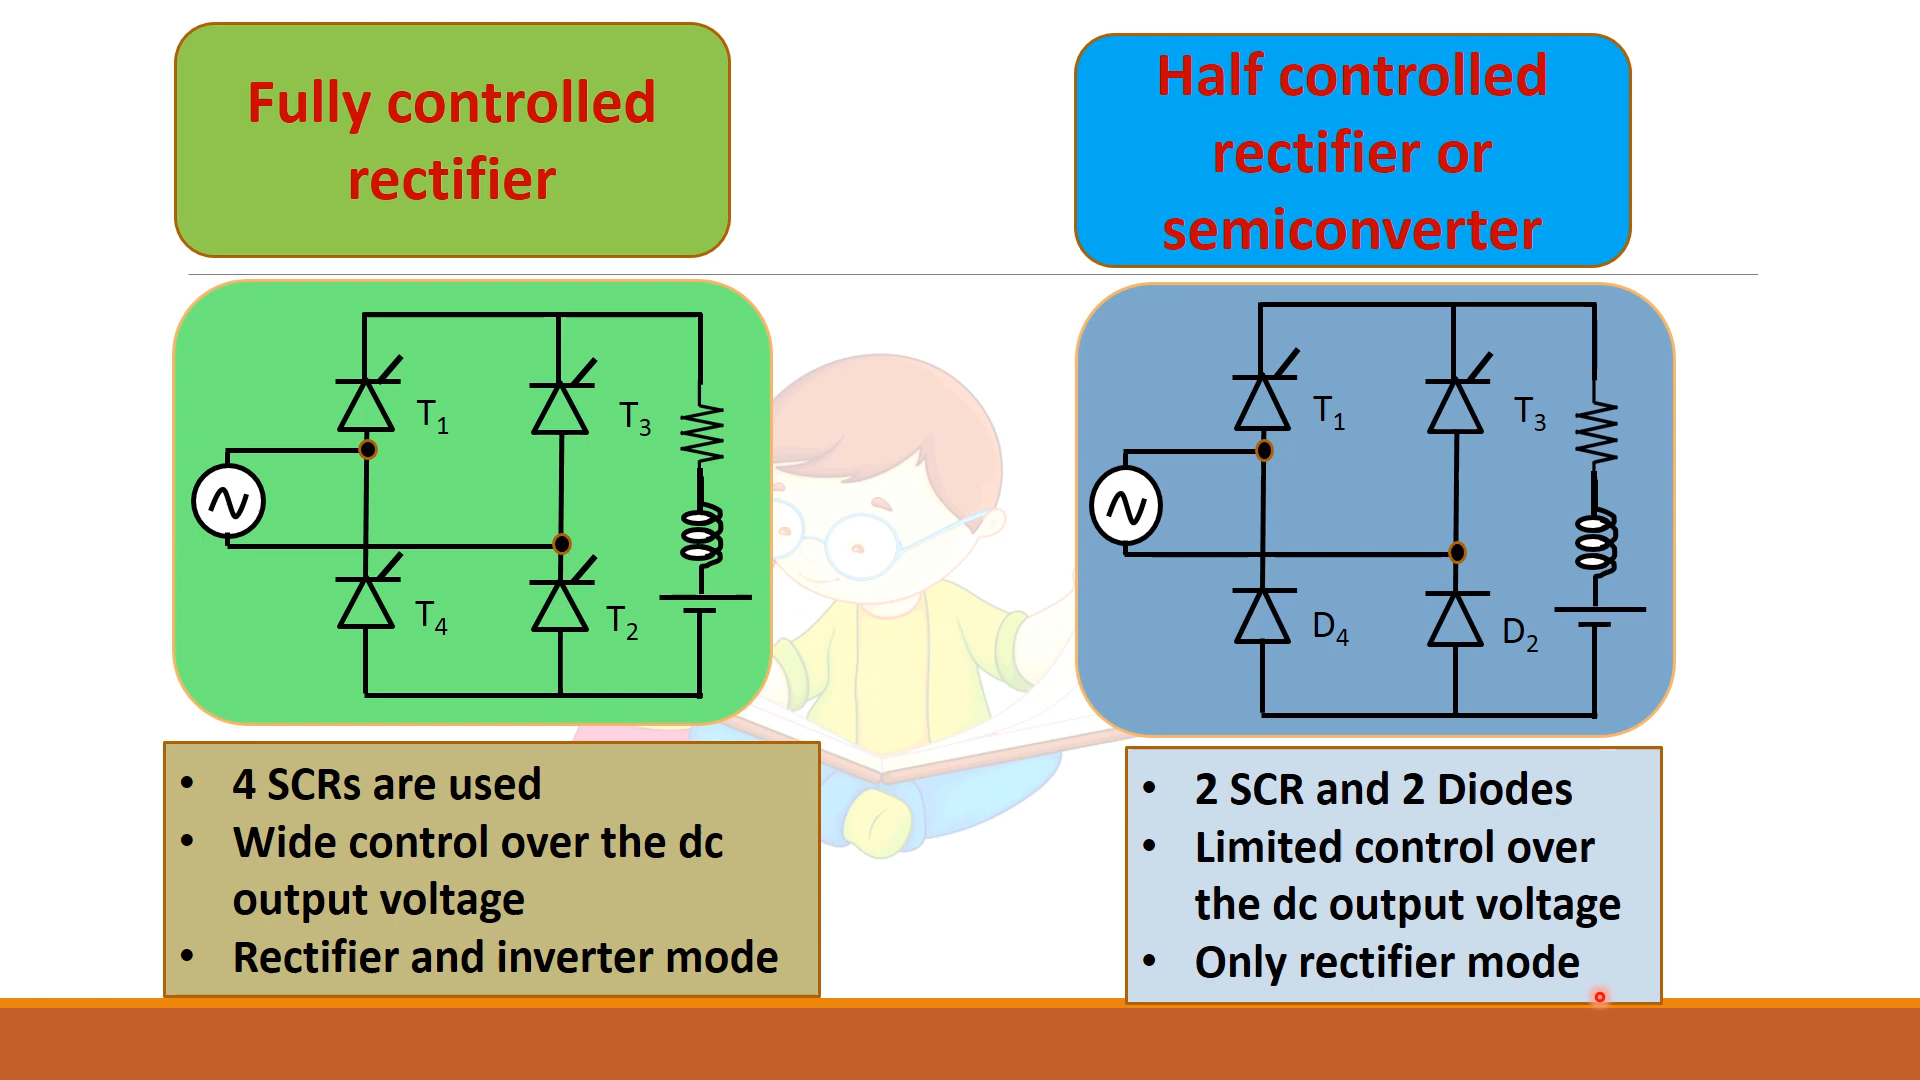 Fully controlled
rectifier
Half controlled
rectifier or
semiconverter
T1
T3
T4
T2
T1
T3
D4
D2
• 4 SCRs are used
• Wide control over the dc
output voltage
• Rectifier and inverter mode
• 2 SCR and 2 Diodes
• Limited control over
the dc output voltage
• Only rectifier mode